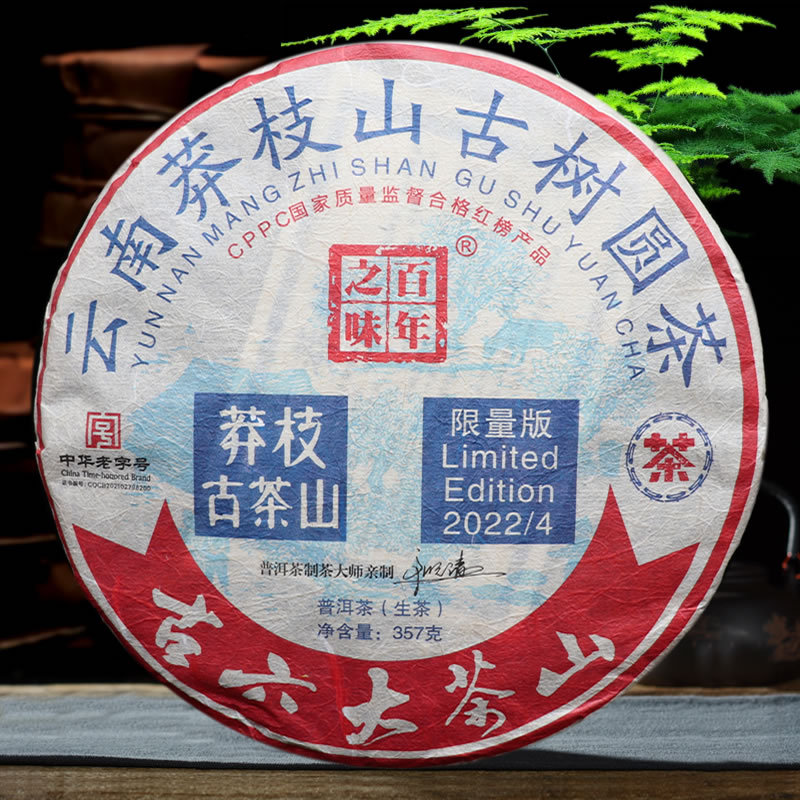 云南莽枝山古树圆茶
YUN NAN MANG ZHI SHAN GU SHU YUAN CHA
CPPC国家质量监督合格红榜产品
®
百年
之味
中华老字号
China Time-honored Brand
莽枝
古茶山
限量版
Limited
Edition
2022/4
茶
普洱茶制茶大师亲制
普洱茶（生茶）
净含量：357克
古六大茶山